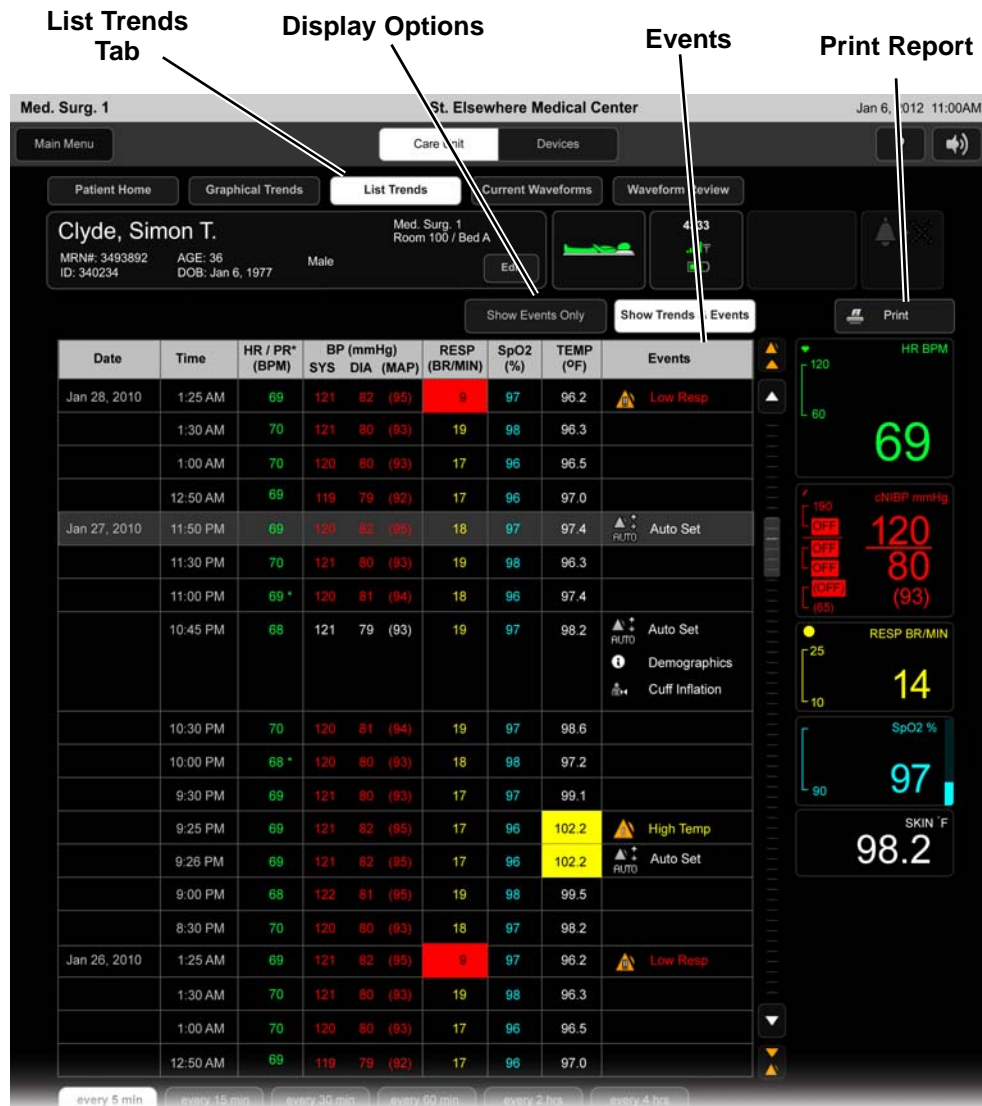 List Trends
Tab
Display Options
Events
Print Report
Med. Surg. 1 St. Elsewhere Medical Center Jan 6, 2012 11:00AM
Main Menu Care Unit Devices
Patient Home Graphical Trends List Trends Current Waveforms Waveform Review
Clyde, Simon T.
Med. Surg. 1
Room 100 / Bed A
MRN#: 3493892 AGE: 36 Male
ID: 340234 DOB: Jan 6, 1977
Edit
4233
Show Events Only Show Trends & Events Print
Date Time HR / PR* (BPM) BP (mmHg) SYS DIA (MAP) RESP (BR/MIN) SpO2 (%) TEMP (ºF) Events
Jan 28, 2010 1:25 AM 69 121 82 (95) 9 97 96.2 Low Resp
1:30 AM 70 121 80 (93) 19 98 96.3
1:00 AM 70 120 80 (93) 17 96 96.5
12:50 AM 69 119 79 (92) 17 96 97.0
Jan 27, 2010 11:50 PM 69 120 82 (95) 18 97 97.4 AUTO Auto Set
11:30 PM 70 121 80 (93) 19 98 96.3
11:00 PM 69 * 120 81 (94) 18 96 97.4
10:45 PM 68 121 79 (93) 19 97 98.2 AUTO Auto Set
Demographics
Cuff Inflation
10:30 PM 70 120 81 (94) 19 97 98.6
10:00 PM 68 * 120 80 (93) 18 98 97.2
9:30 PM 69 121 80 (93) 17 97 99.1
9:25 PM 69 121 82 (95) 17 96 102.2 High Temp
9:26 PM 69 121 82 (95) 17 96 102.2 AUTO Auto Set
9:00 PM 68 122 81 (95) 19 98 99.5
8:30 PM 70 120 80 (93) 18 97 98.2
Jan 26, 2010 1:25 AM 69 121 82 (95) 9 97 96.2 Low Resp
1:30 AM 70 121 80 (93) 19 98 96.3
1:00 AM 70 120 80 (93) 17 96 96.5
12:50 AM 69 119 79 (92) 17 96 97.0
every 5 min every 15 min every 30 min every 60 min every 2 hrs every 4 hrs
HR BPM
120
60
69
cNIBP mmHg
190
OFF
120
OFF
80
OFF
(OFF)
(93)
(65)
RESP BR/MIN
25
14
10
SpO2 %
97
90
SKIN °F
98.2